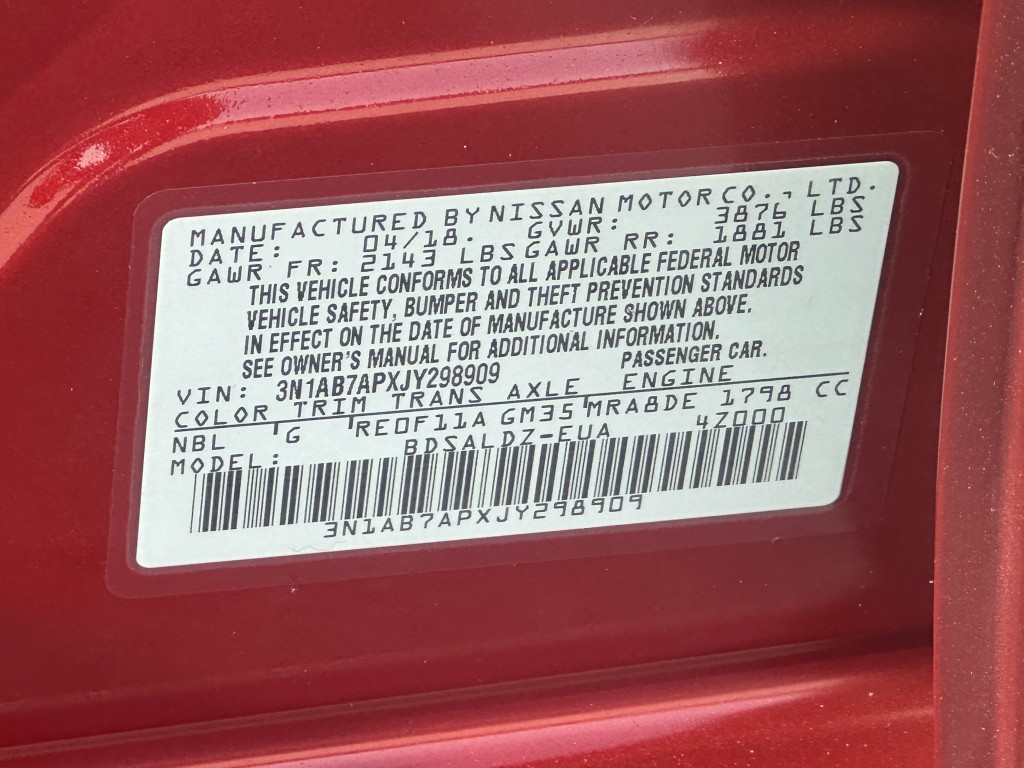 MANUFACTURED BY NISSAN MOTOR CO., LTD.
DATE: 04/18. GVWR: 3876 LBS
GAWR FR: 2143 LBS GAWR RR: 1881 LBS
THIS VEHICLE CONFORMS TO ALL APPLICABLE FEDERAL MOTOR
VEHICLE SAFETY, BUMPER AND THEFT PREVENTION STANDARDS
IN EFFECT ON THE DATE OF MANUFACTURE SHOWN ABOVE.
SEE OWNER'S MANUAL FOR ADDITIONAL INFORMATION.
VIN: 3N1AB7APXJY298909 PASSENGER CAR.
COLOR TRIM TRANS AXLE ENGINE
NBL G RE0F11A GM35 MRA8DE 1798 CC
MODEL: BDSALDZ-EUA 4Z000
3N1AB7APXJY298909